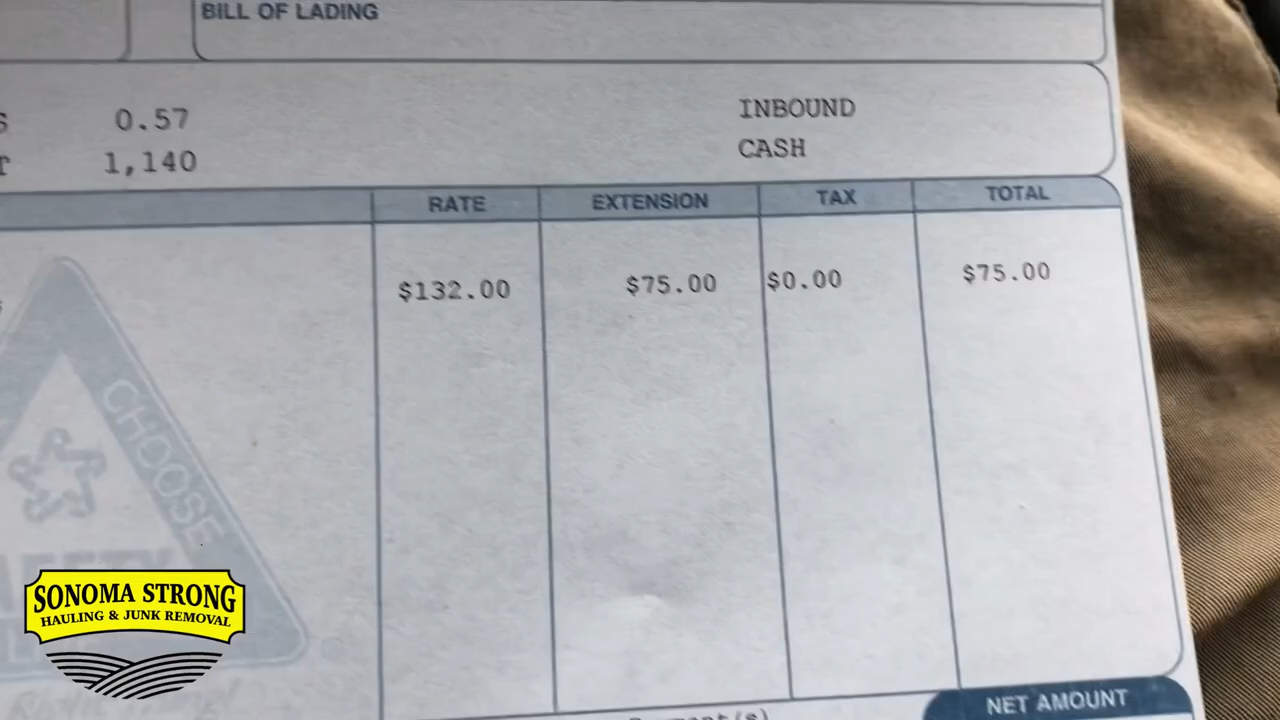 BILL OF LADING
0.57 INBOUND
1,140 CASH
RATE EXTENSION TAX TOTAL
$132.00 $75.00 $0.00 $75.00
CHOOSE
SONOMA STRONG
HAULING & JUNK REMOVAL
NET AMOUNT